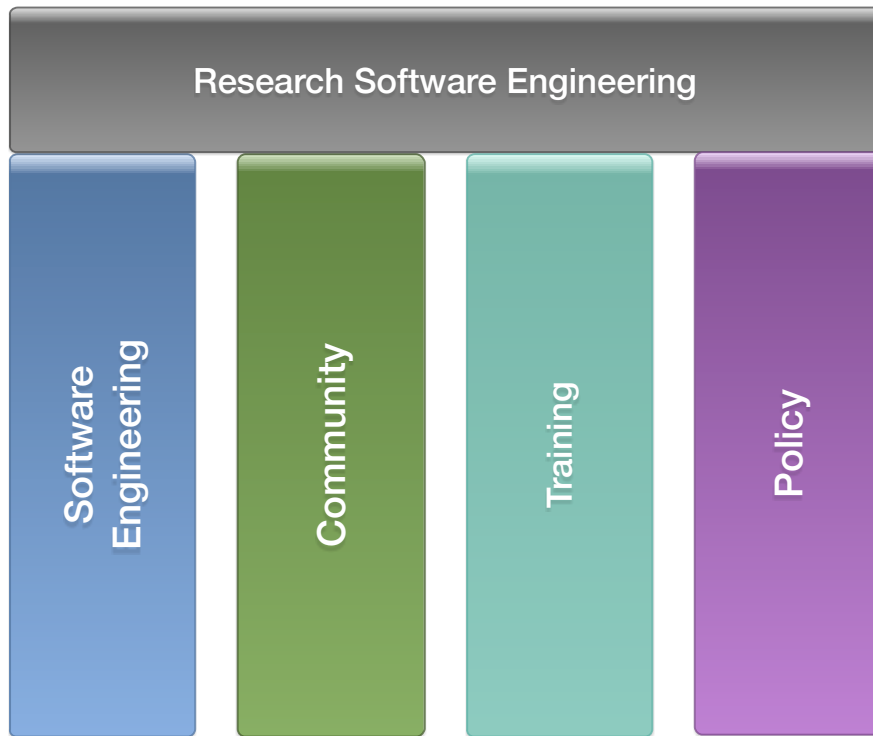 Research Software Engineering
Software
Engineering
Community
Training
Policy